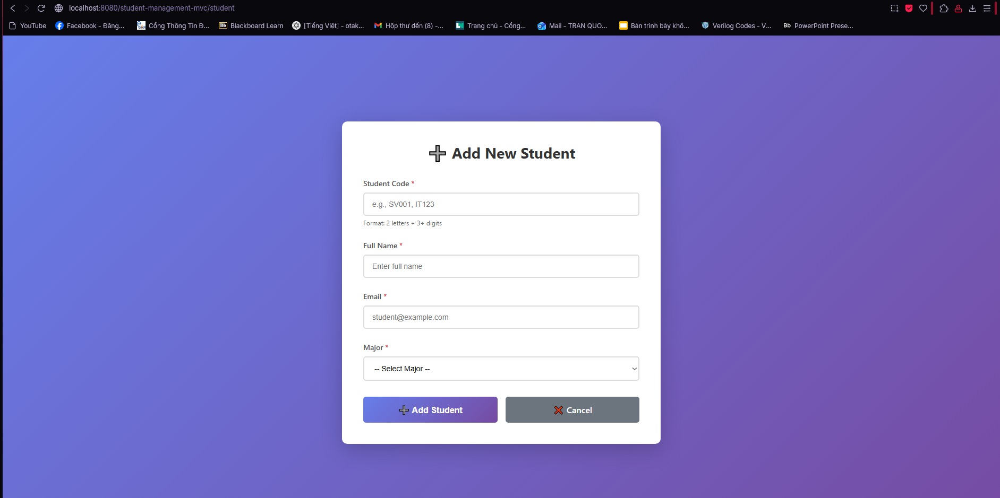 localhost:8080/student-management-mvc/student
YouTube Facebook - Đăng... Cổng Thông Tin Đ... Blackboard Learn [Tiếng Việt] - otak... Hộp thư đến (8) -... Trang chủ - Cổng... Mail - TRAN QUO... Bản trình bày khô... Verilog Codes - V... Bb PowerPoint Prese...
Add New Student
Student Code *
e.g., SV001, IT123
Format: 2 letters + 3+ digits
Full Name *
Enter full name
Email *
student@example.com
Major *
-- Select Major --
Add Student Cancel